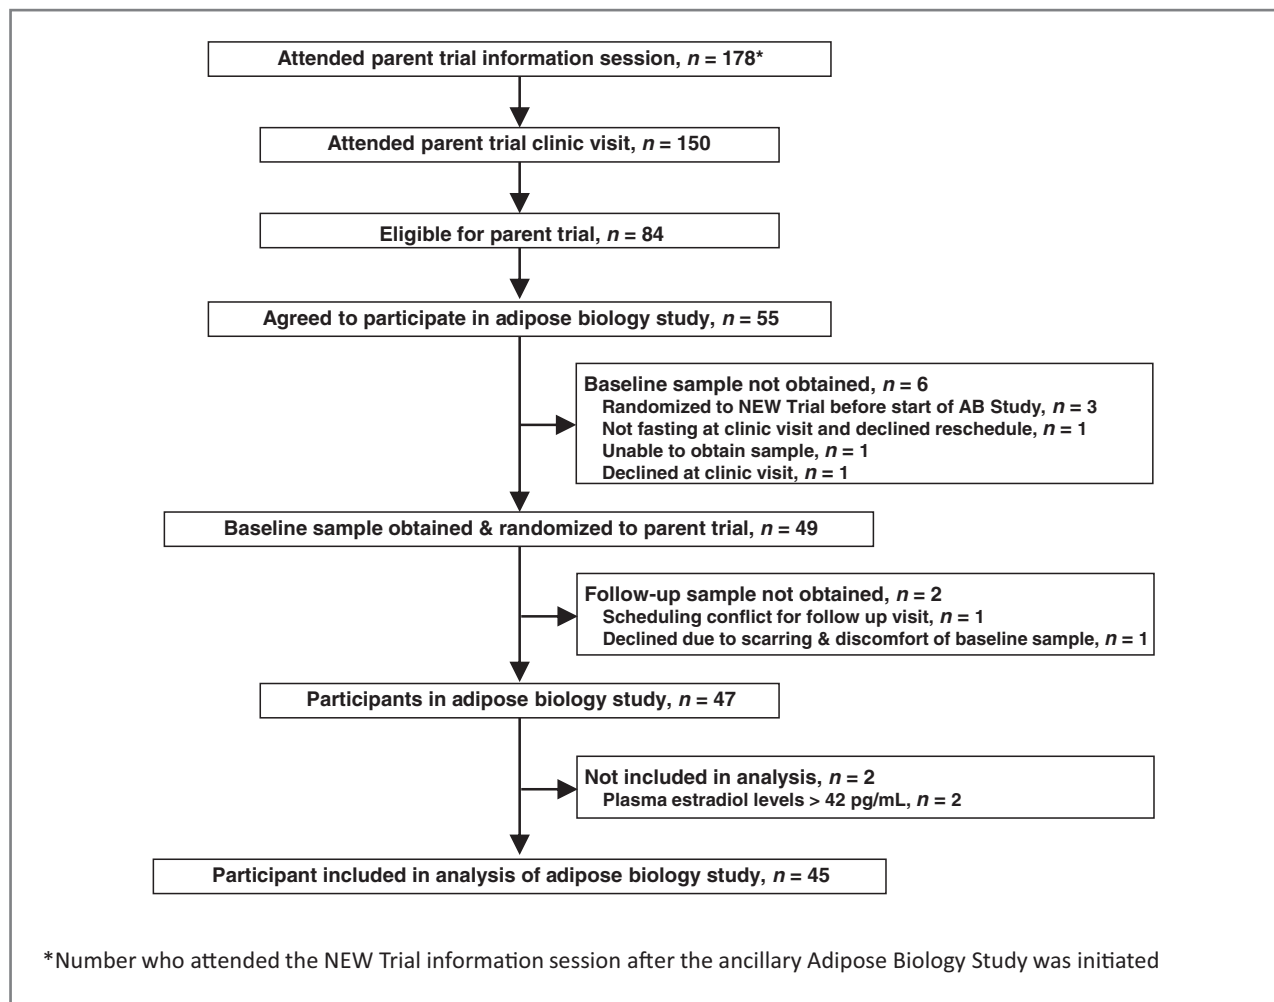 Attended parent trial information session, n = 178*
Attended parent trial clinic visit, n = 150
Eligible for parent trial, n = 84
Agreed to participate in adipose biology study, n = 55
Baseline sample not obtained, n = 6
Randomized to NEW Trial before start of AB Study, n = 3
Not fasting at clinic visit and declined reschedule, n = 1
Unable to obtain sample, n = 1
Declined at clinic visit, n = 1
Baseline sample obtained & randomized to parent trial, n = 49
Follow-up sample not obtained, n = 2
Scheduling conflict for follow up visit, n = 1
Declined due to scarring & discomfort of baseline sample, n = 1
Participants in adipose biology study, n = 47
Not included in analysis, n = 2
Plasma estradiol levels > 42 pg/mL, n = 2
Participant included in analysis of adipose biology study, n = 45
*Number who attended the NEW Trial information session after the ancillary Adipose Biology Study was initiated